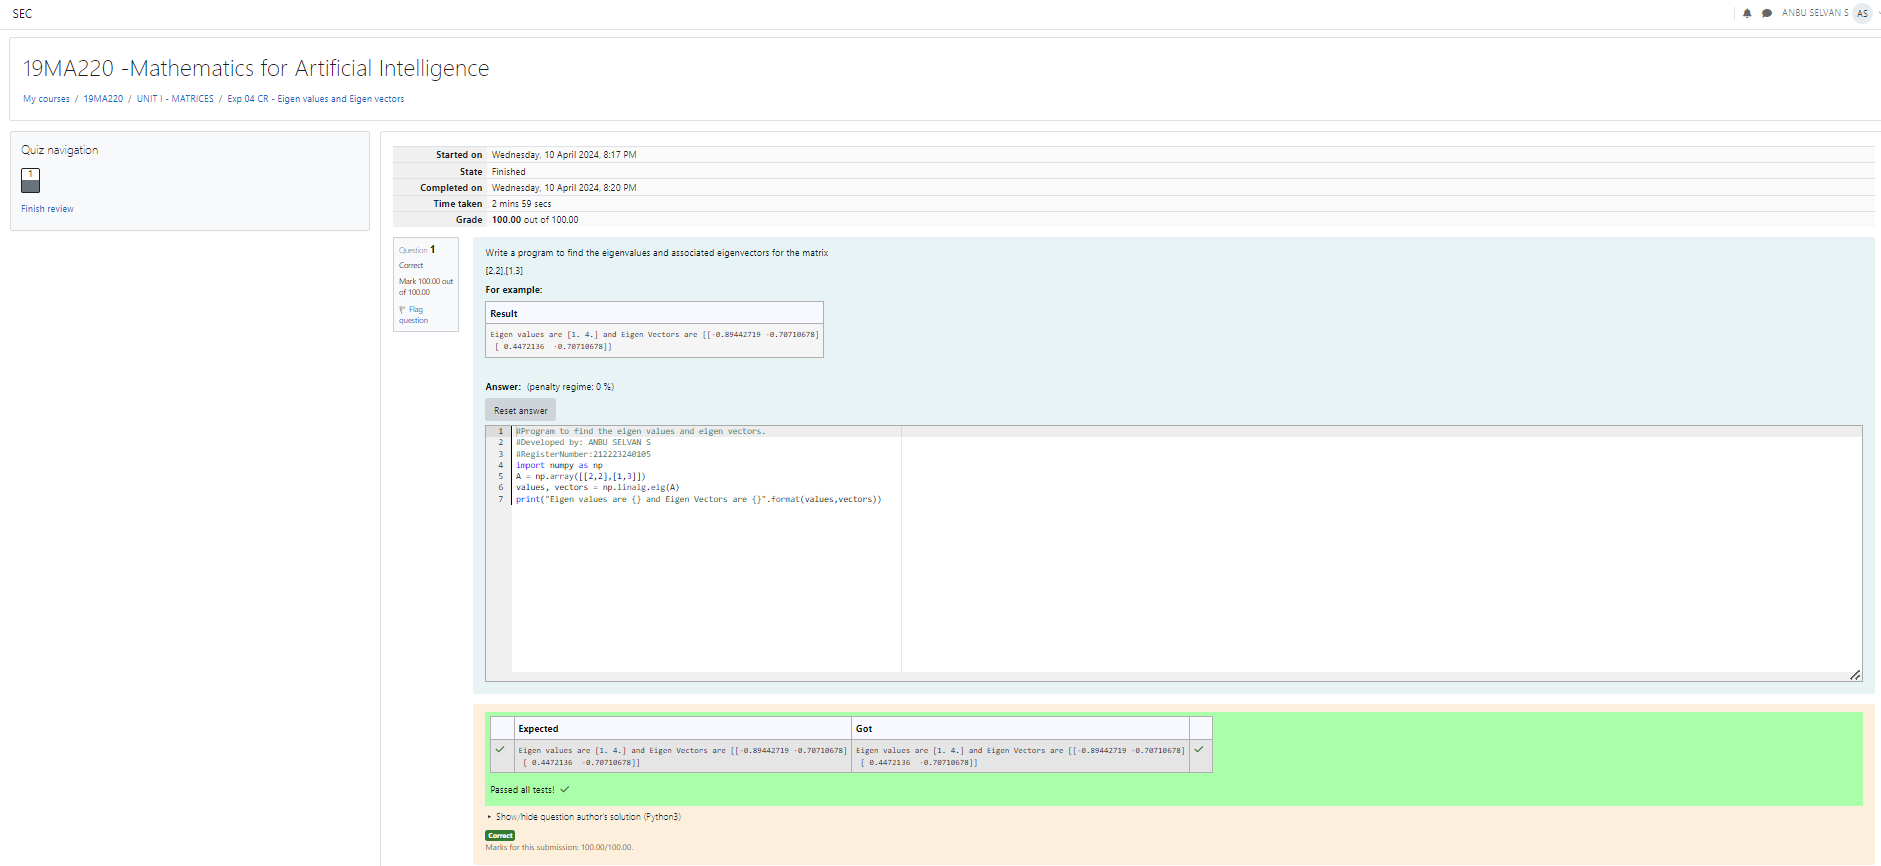 SEC
ANBU SELVAN S AS
19MA220 -Mathematics for Artificial Intelligence
My courses / 19MA220 / UNIT I - MATRICES / Exp 04 CR - Eigen values and Eigen vectors
Quiz navigation
1
Finish review
Started on Wednesday, 10 April 2024, 8:17 PM
State Finished
Completed on Wednesday, 10 April 2024, 8:20 PM
Time taken 2 mins 59 secs
Grade 100.00 out of 100.00
Question 1
Correct
Mark 100.00 out
of 100.00
Flag
question
Write a program to find the eigenvalues and associated eigenvectors for the matrix
[2,2],[1,3]
For example:
Result
Eigen values are [1. 4.] and Eigen Vectors are [[-0.89442719 -0.70710678]
[ 0.4472136 -0.70710678]]
Answer: (penalty regime: 0 %)
Reset answer
1 #Program to find the eigen values and eigen vectors.
2 #Developed by: ANBU SELVAN S
3 #RegisterNumber:212223240105
4 import numpy as np
5 A = np.array([[2,2],[1,3]])
6 values, vectors = np.linalg.eig(A)
7 print("Eigen values are {} and Eigen Vectors are {}".format(values,vectors))
Expected Got
Eigen values are [1. 4.] and Eigen Vectors are [[-0.89442719 -0.70710678] Eigen values are [1. 4.] and Eigen Vectors are [[-0.89442719 -0.70710678]
[ 0.4472136 -0.70710678]] [ 0.4472136 -0.70710678]]
Passed all tests!
Show/hide question author's solution (Python3)
Correct
Marks for this submission: 100.00/100.00.